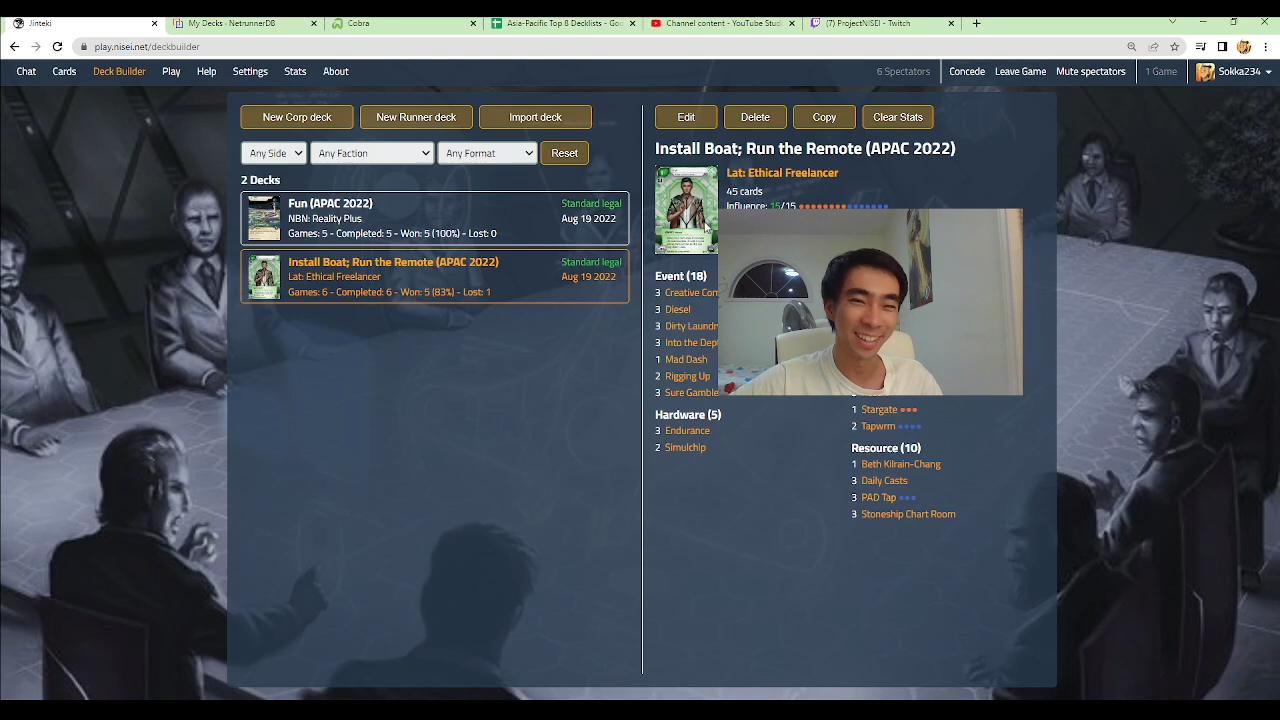 Jinteki
My Decks - NetrunnerDB
Cobra
Asia-Pacific Top 8 Decklists - Goo
Channel content - YouTube Stud
(7) ProjectNISEI - Twitch
play.nisei.net/deckbuilder
Chat
Cards
Deck Builder
Play
Help
Settings
Stats
About
6 Spectators
Concede
Leave Game
Mute spectators
1 Game
Sokka234
New Corp deck
New Runner deck
Import deck
Any Side
Any Faction
Any Format
Reset
2 Decks
Fun (APAC 2022)
Standard legal
NBN: Reality Plus
Aug 19 2022
Games: 5 - Completed: 5 - Won: 5 (100%) - Lost: 0
Install Boat; Run the Remote (APAC 2022)
Standard legal
Lat: Ethical Freelancer
Aug 19 2022
Games: 6 - Completed: 6 - Won: 5 (83%) - Lost: 1
Edit
Delete
Copy
Clear Stats
Install Boat; Run the Remote (APAC 2022)
Lat: Ethical Freelancer
45 cards
Influence: 15/15
Event (18)
3 Creative Com
3 Diesel
3 Dirty Laundr
3 Into the Dept
1 Mad Dash
2 Rigging Up
3 Sure Gamble
Hardware (5)
3 Endurance
2 Simulchip
1 Stargate
2 Tapwrm
Resource (10)
1 Beth Kilrain-Chang
3 Daily Casts
3 PAD Tap
3 Stoneship Chart Room